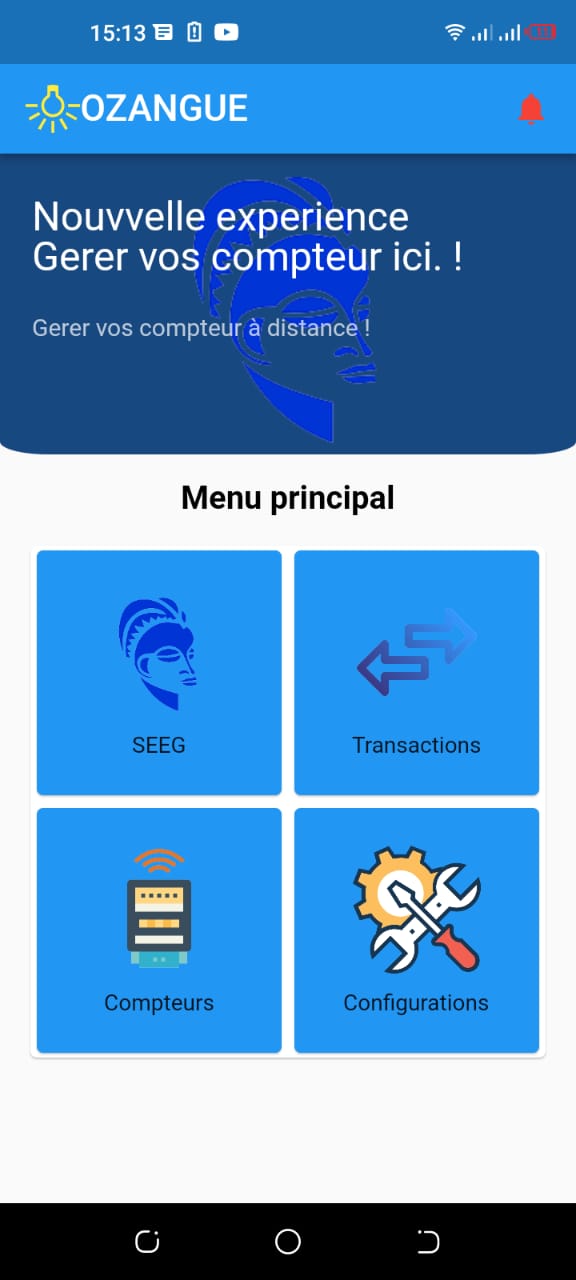 15:13
OZANGUE
Nouvvelle experience
Gerer vos compteur ici. !
Gerer vos compteur à distance !
Menu principal
SEEG
Transactions
Compteurs
Configurations